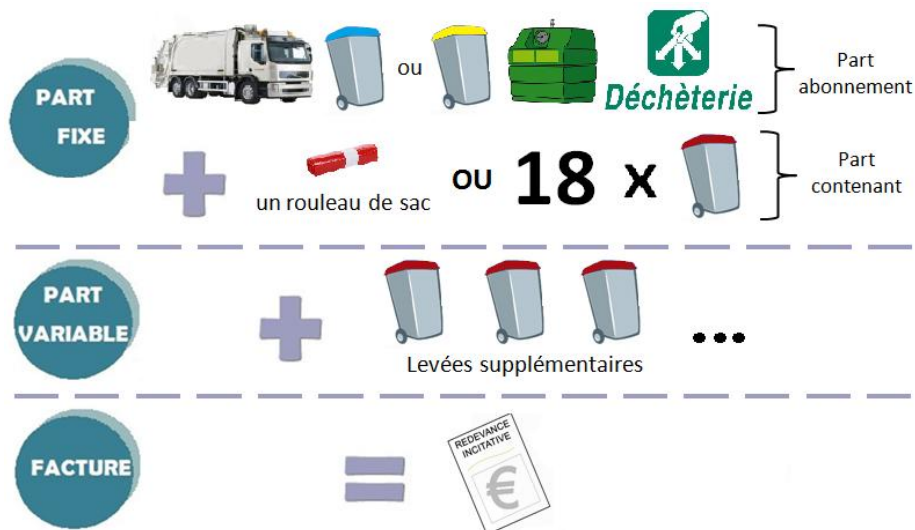 PART
FIXE
ou
Déchèterie
Part
abonnement
un rouleau de sac
OU
18 x
Part
contenant
PART
VARIABLE
Levées supplémentaires
...
FACTURE
REDEVANCE
INCITATIVE
€